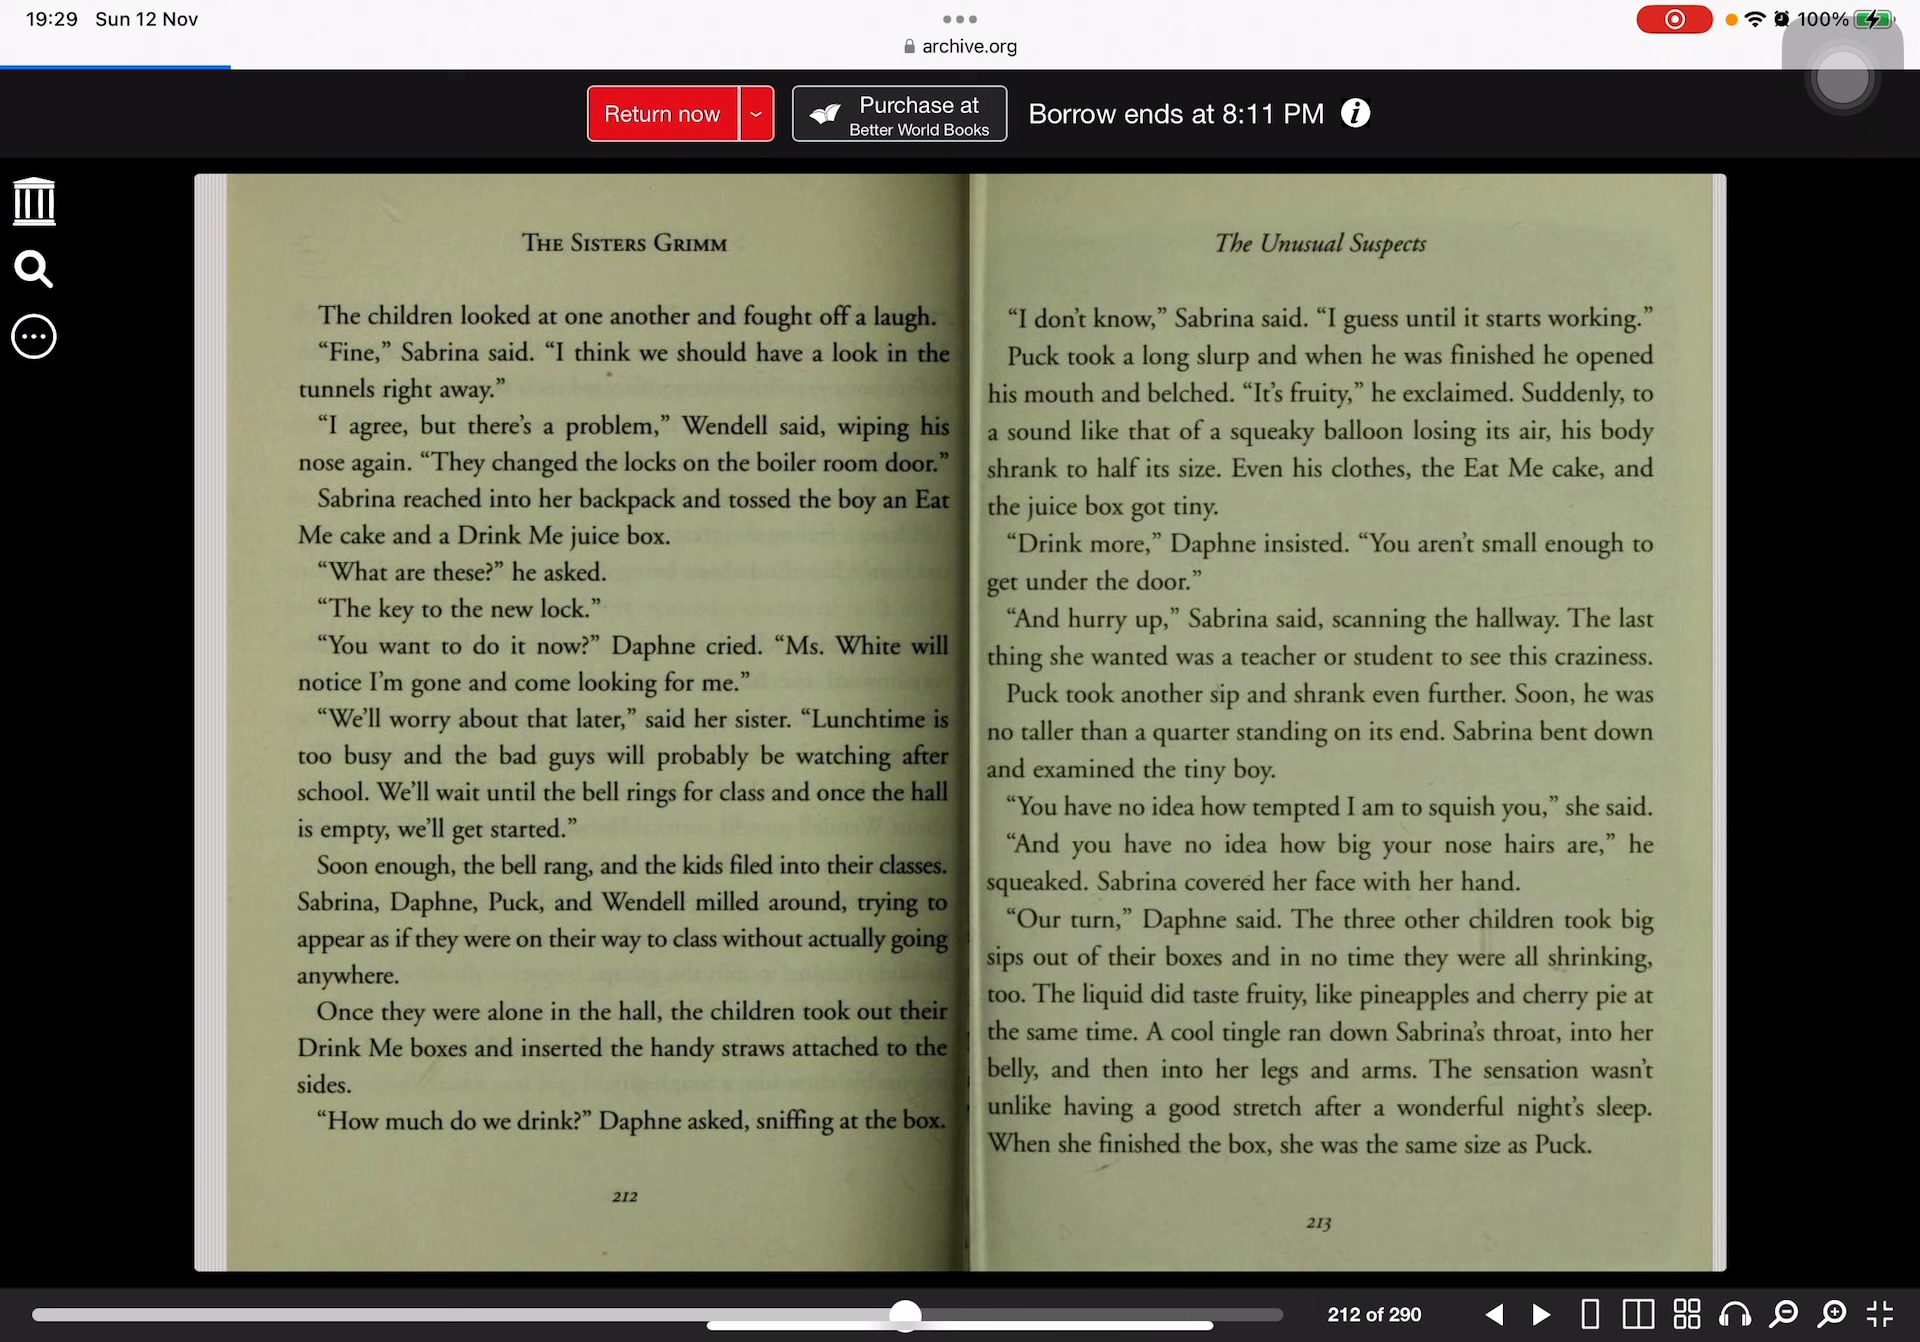 19:29 Sun 12 Nov
100%
archive.org
Return now
Purchase at
Better World Books
Borrow ends at 8:11 PM
THE SISTERS GRIMM
The children looked at one another and fought off a laugh.
“Fine,” Sabrina said. “I think we should have a look in the
tunnels right away.”
“I agree, but there’s a problem,” Wendell said, wiping his
nose again. “They changed the locks on the boiler room door.”
Sabrina reached into her backpack and tossed the boy an Eat
Me cake and a Drink Me juice box.
“What are these?” he asked.
“The key to the new lock.”
“You want to do it now?” Daphne cried. “Ms. White will
notice I’m gone and come looking for me.”
“We’ll worry about that later,” said her sister. “Lunchtime is
too busy and the bad guys will probably be watching after
school. We’ll wait until the bell rings for class and once the hall
is empty, we’ll get started.”
Soon enough, the bell rang, and the kids filed into their classes.
Sabrina, Daphne, Puck, and Wendell milled around, trying to
appear as if they were on their way to class without actually going
anywhere.
Once they were alone in the hall, the children took out their
Drink Me boxes and inserted the handy straws attached to the
sides.
“How much do we drink?” Daphne asked, sniffing at the box.
212
The Unusual Suspects
“I don’t know,” Sabrina said. “I guess until it starts working.”
Puck took a long slurp and when he was finished he opened
his mouth and belched. “It’s fruity,” he exclaimed. Suddenly, to
a sound like that of a squeaky balloon losing its air, his body
shrank to half its size. Even his clothes, the Eat Me cake, and
the juice box got tiny.
“Drink more,” Daphne insisted. “You aren’t small enough to
get under the door.”
“And hurry up,” Sabrina said, scanning the hallway. The last
thing she wanted was a teacher or student to see this craziness.
Puck took another sip and shrank even further. Soon, he was
no taller than a quarter standing on its end. Sabrina bent down
and examined the tiny boy.
“You have no idea how tempted I am to squish you,” she said.
“And you have no idea how big your nose hairs are,” he
squeaked. Sabrina covered her face with her hand.
“Our turn,” Daphne said. The three other children took big
sips out of their boxes and in no time they were all shrinking,
too. The liquid did taste fruity, like pineapples and cherry pie at
the same time. A cool tingle ran down Sabrina’s throat, into her
belly, and then into her legs and arms. The sensation wasn’t
unlike having a good stretch after a wonderful night’s sleep.
When she finished the box, she was the same size as Puck.
213
212 of 290